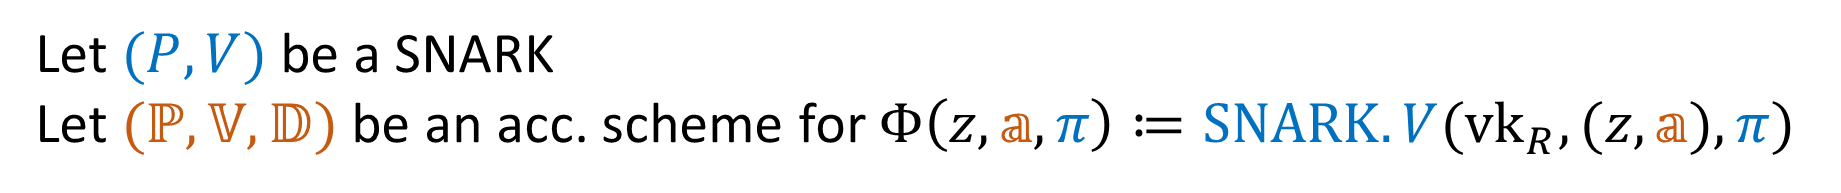 Let (𝑃, 𝑉) be a SNARK
Let (ℙ, 𝕍, 𝔻) be an acc. scheme for Φ(𝑧, 𝕒, 𝜋) ≔ SNARK. 𝑉(vk_𝑅, (𝑧, 𝕒), 𝜋)